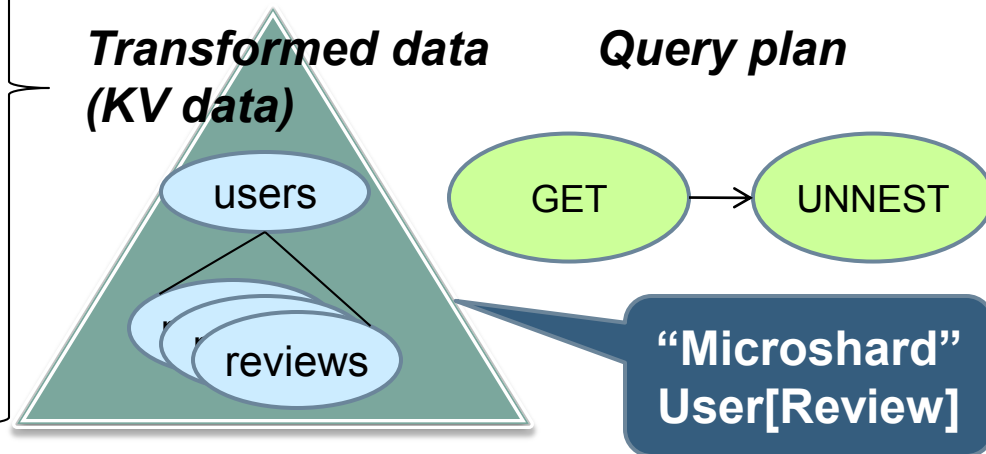 Transformed data
(KV data)
Query plan
users
reviews
GET
UNNEST
“Microshard”
User[Review]